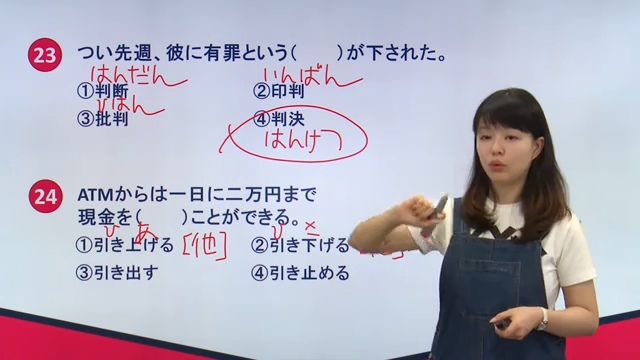 23 つい先週、彼に有罪という(　　)が下された。
はんだん いんばん
①判断 ②印判
ひはん
③批判 ④判決
はんけつ
24 ATMからは一日に二万円まで
現金を(　　)ことができる。
ひ あ ひ
①引き上げる [他] ②引き下げる
③引き出す ④引き止める